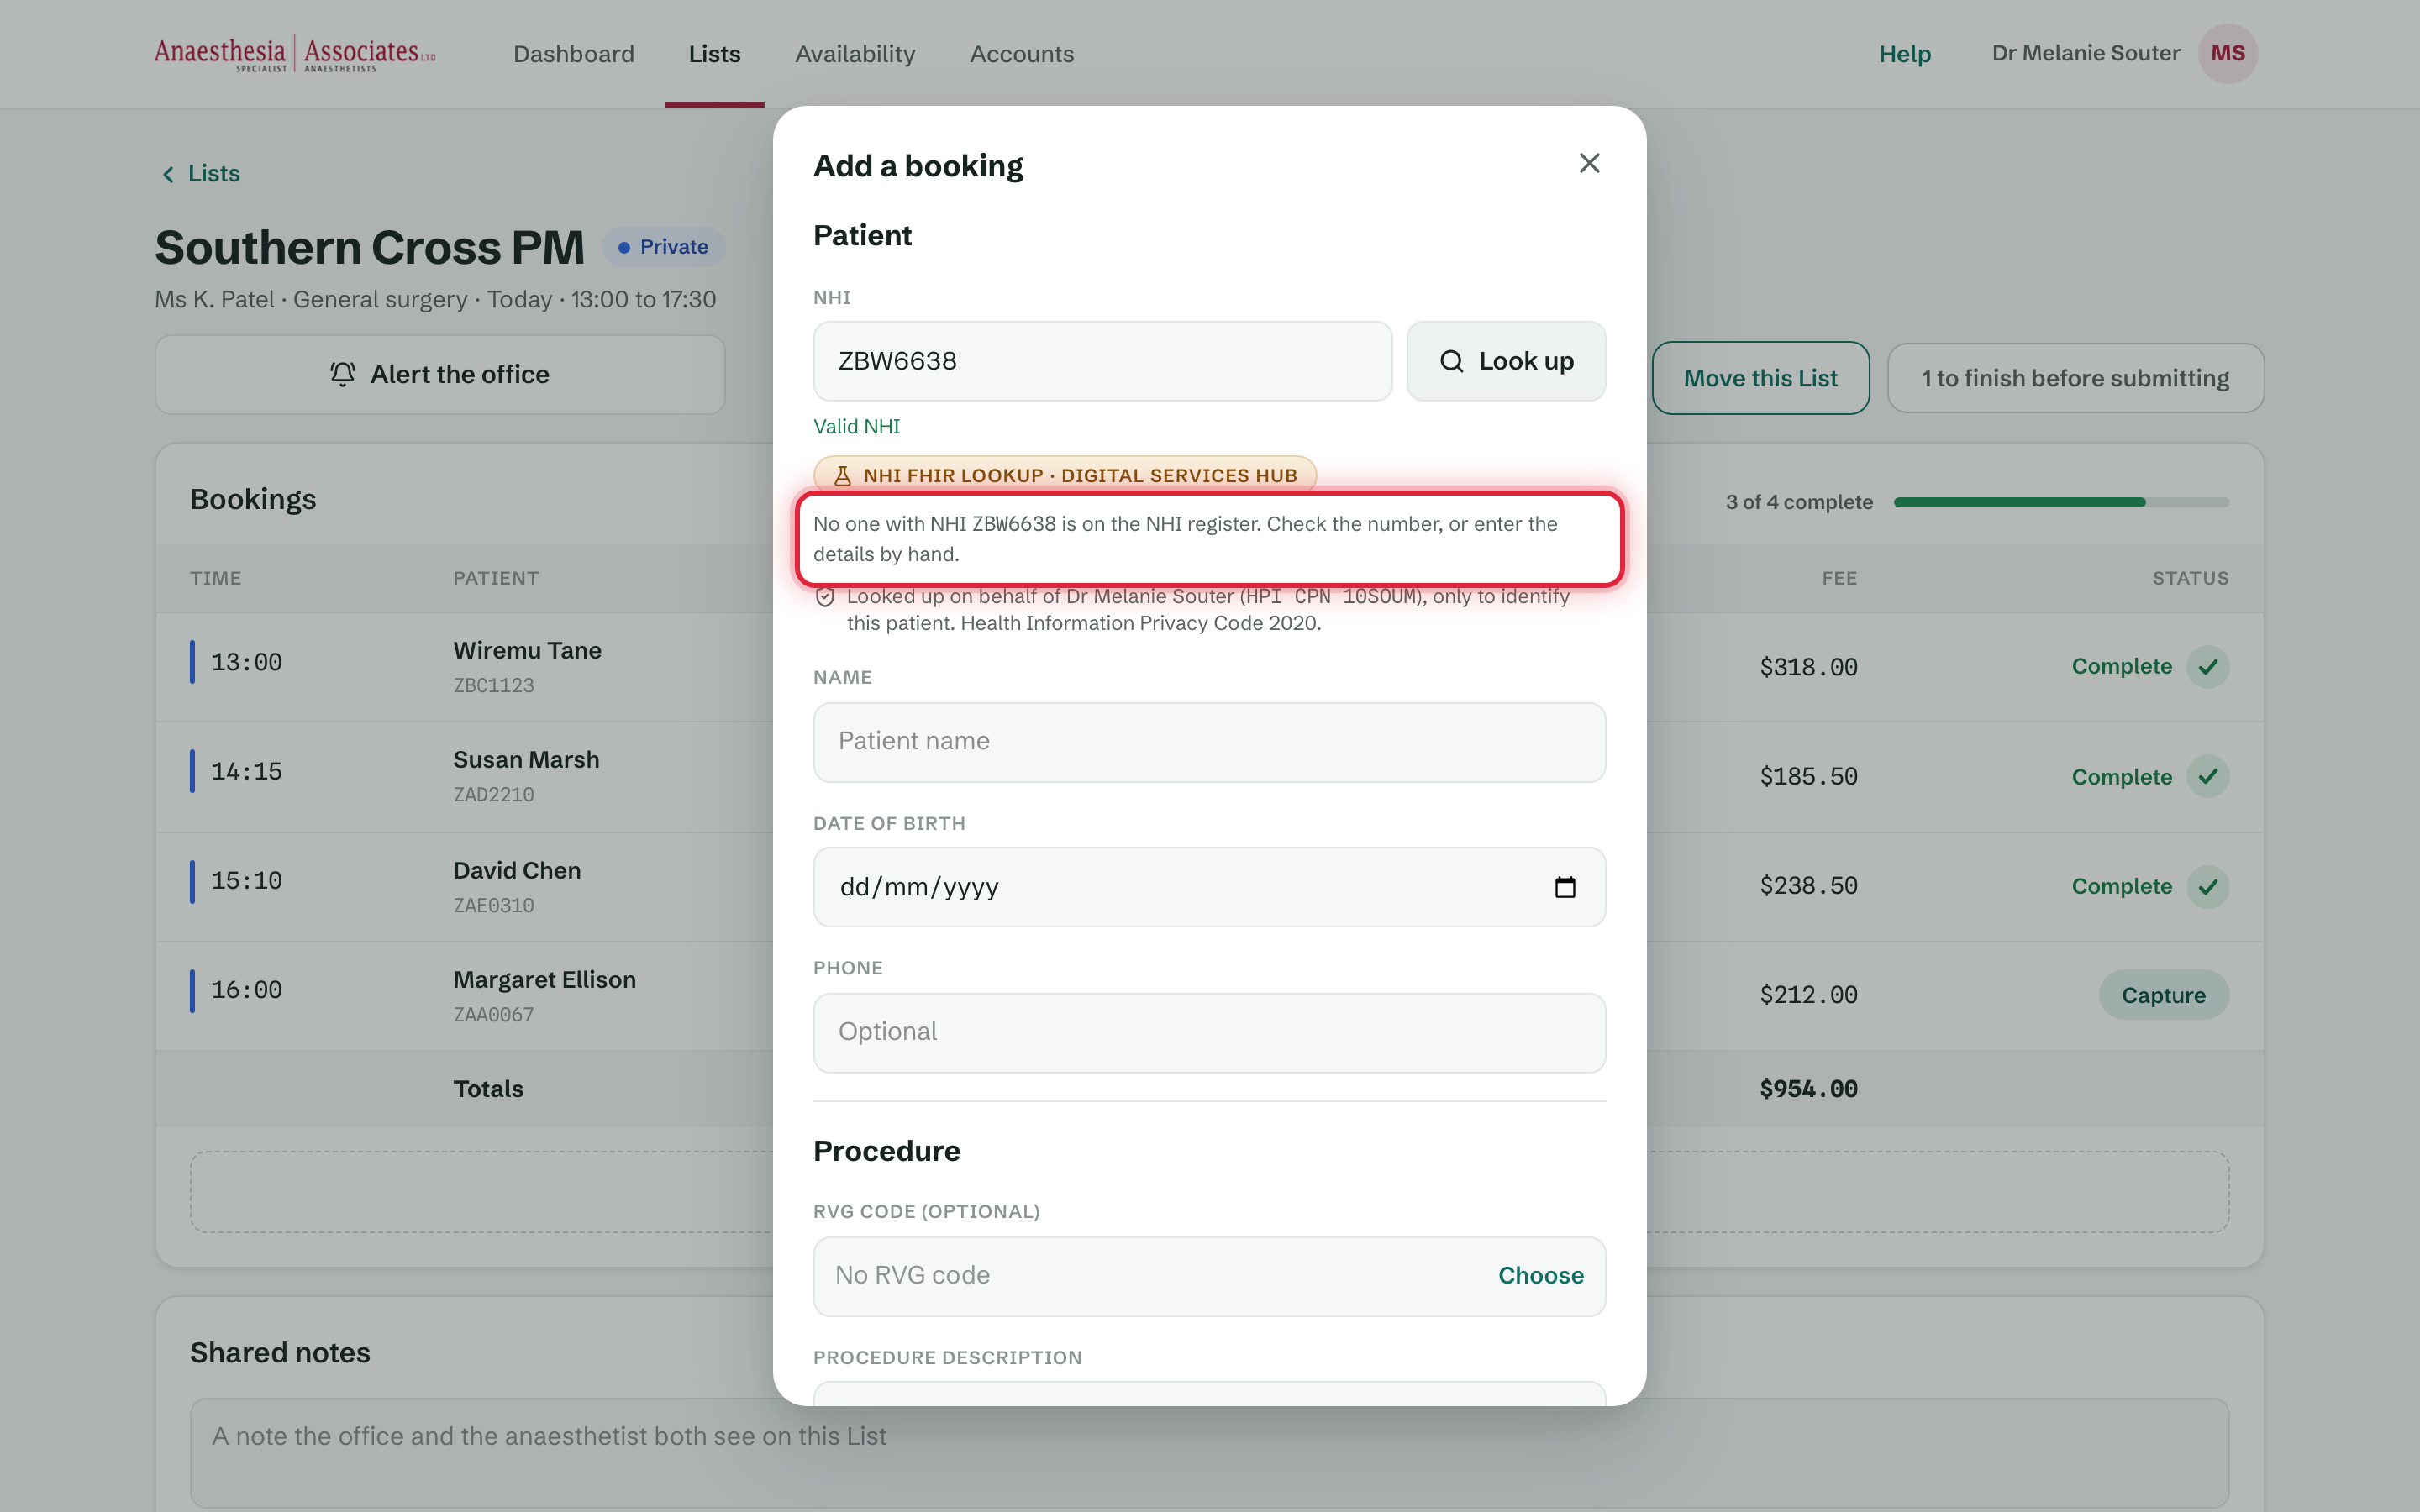 Anaesthesia Associates LTD
SPECIALIST ANAESTHETISTS
Dashboard
Lists
Availability
Accounts
Help
Dr Melanie Souter
MS
Lists
Southern Cross PM
Private
Ms K. Patel · General surgery · Today · 13:00 to 17:30
Alert the office
Move this List
1 to finish before submitting
Bookings
3 of 4 complete
TIME
PATIENT
FEE
STATUS
13:00
Wiremu Tane
ZBC1123
$318.00
Complete
14:15
Susan Marsh
ZAD2210
$185.50
Complete
15:10
David Chen
ZAE0310
$238.50
Complete
16:00
Margaret Ellison
ZAA0067
$212.00
Capture
Totals
$954.00
Shared notes
A note the office and the anaesthetist both see on this List
Add a booking
Patient
NHI
ZBW6638
Look up
Valid NHI
NHI FHIR LOOKUP · DIGITAL SERVICES HUB
No one with NHI ZBW6638 is on the NHI register. Check the number, or enter the
details by hand.
Looked up on behalf of Dr Melanie Souter (HPI CPN 10SOUM), only to identify
this patient. Health Information Privacy Code 2020.
NAME
Patient name
DATE OF BIRTH
dd/mm/yyyy
PHONE
Optional
Procedure
RVG CODE (OPTIONAL)
No RVG code
Choose
PROCEDURE DESCRIPTION